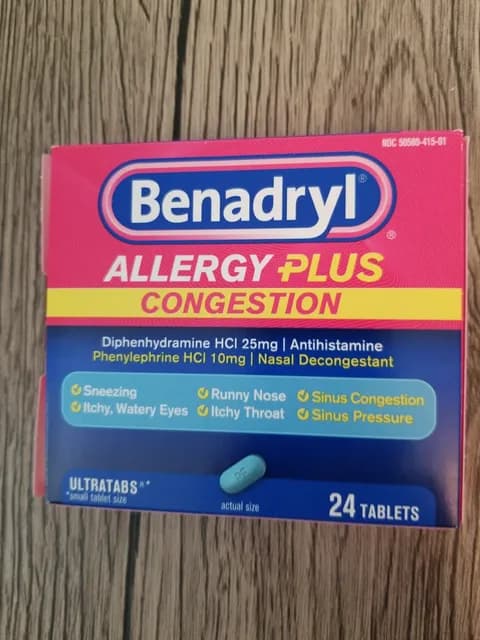 NDC 50580-415-01
Benadryl®
®
ALLERGY PLUS
CONGESTION
Diphenhydramine HCl 25mg | Antihistamine
Phenylephrine HCl 10mg | Nasal Decongestant
Sneezing Runny Nose Sinus Congestion
Itchy, Watery Eyes Itchy Throat Sinus Pressure
ULTRATABS®*
*small tablet size
actual size
24 TABLETS